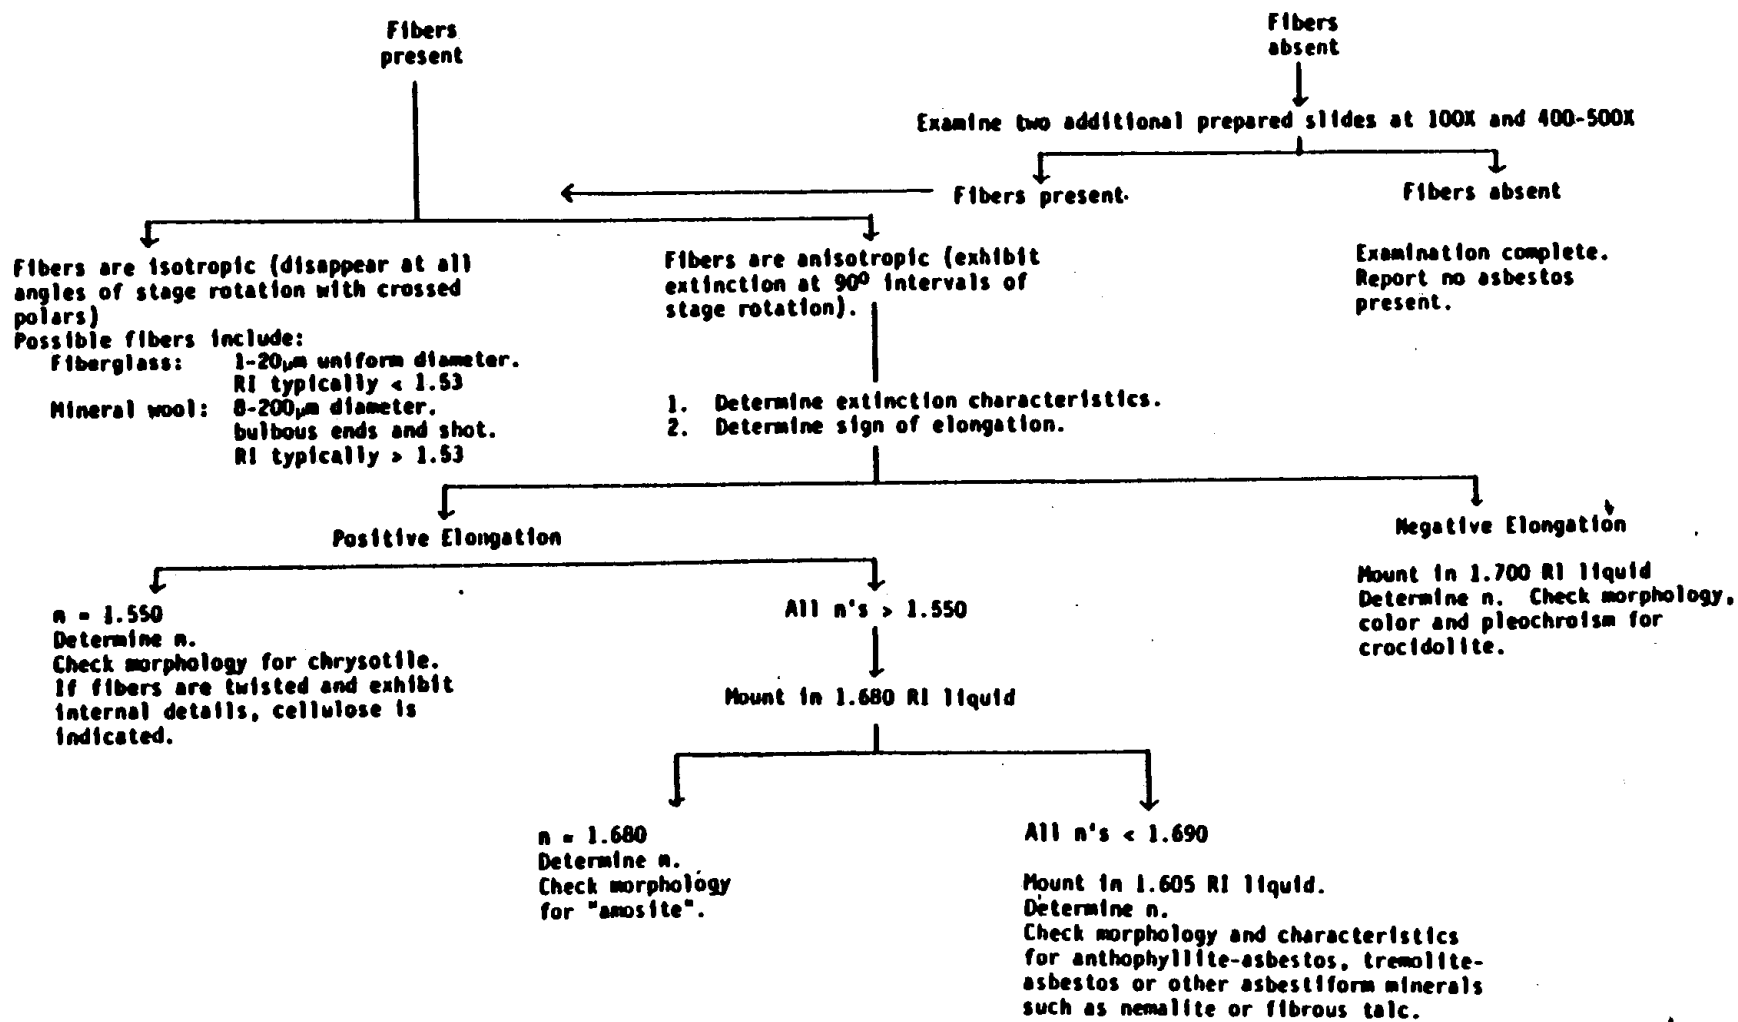 Fibers
present
Fibers
absent
Examine two additional prepared slides at 100X and 400-500X
Fibers present.
Fibers absent
Fibers are isotropic (disappear at all
angles of stage rotation with crossed
polars)
Possible fibers include:
Fiberglass: 1-20µm uniform diameter.
RI typically < 1.53
Mineral wool: 8-200µm diameter.
bulbous ends and shot.
RI typically > 1.53
Fibers are anisotropic (exhibit
extinction at 90° intervals of
stage rotation).
Examination complete.
Report no asbestos
present.
1. Determine extinction characteristics.
2. Determine sign of elongation.
Positive Elongation
Negative Elongation
Mount in 1.700 RI liquid
Determine n. Check morphology,
color and pleochroism for
crocidolite.
n = 1.550
Determine n.
Check morphology for chrysotile.
If fibers are twisted and exhibit
internal details, cellulose is
indicated.
All n's > 1.550
Mount in 1.680 RI liquid
n = 1.680
Determine n.
Check morphology
for "amosite".
All n's < 1.690
Mount in 1.605 RI liquid.
Determine n.
Check morphology and characteristics
for anthophyllite-asbestos, tremolite-
asbestos or other asbestiform minerals
such as nemalite or fibrous talc.